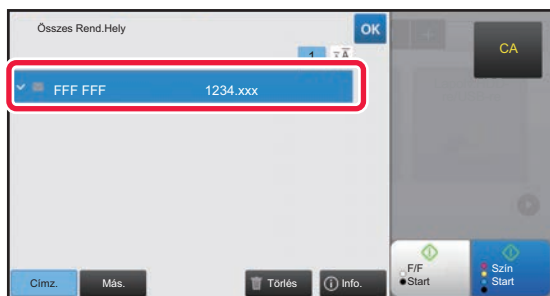 Összes Rend.Hely
OK
CA
1
FFF FFF 1234.xxx
Címz.
Más.
Törlés
Info.
F/F
Start
Szín
Start